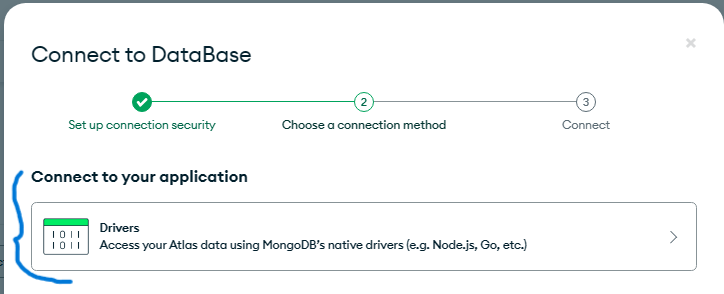 Connect to DataBase
2
3
Set up connection security
Choose a connection method
Connect
Connect to your application
1011
1011
Drivers
Access your Atlas data using MongoDB's native drivers (e.g. Node.js, Go, etc.)